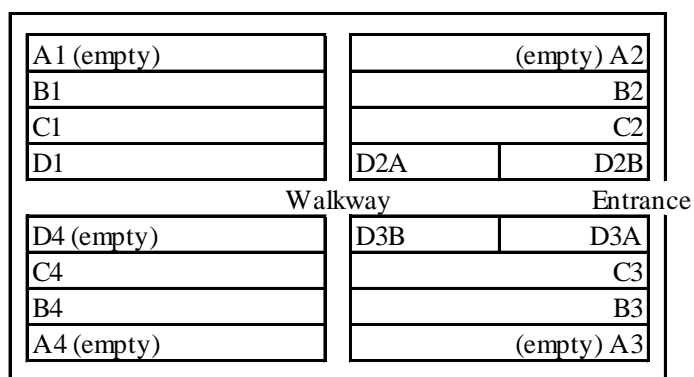 A1 (empty) (empty) A2
B1 B2
C1 C2
D1 D2A D2B
Walkway Entrance
D4 (empty) D3B D3A
C4 C3
B4 B3
A4 (empty) (empty) A3